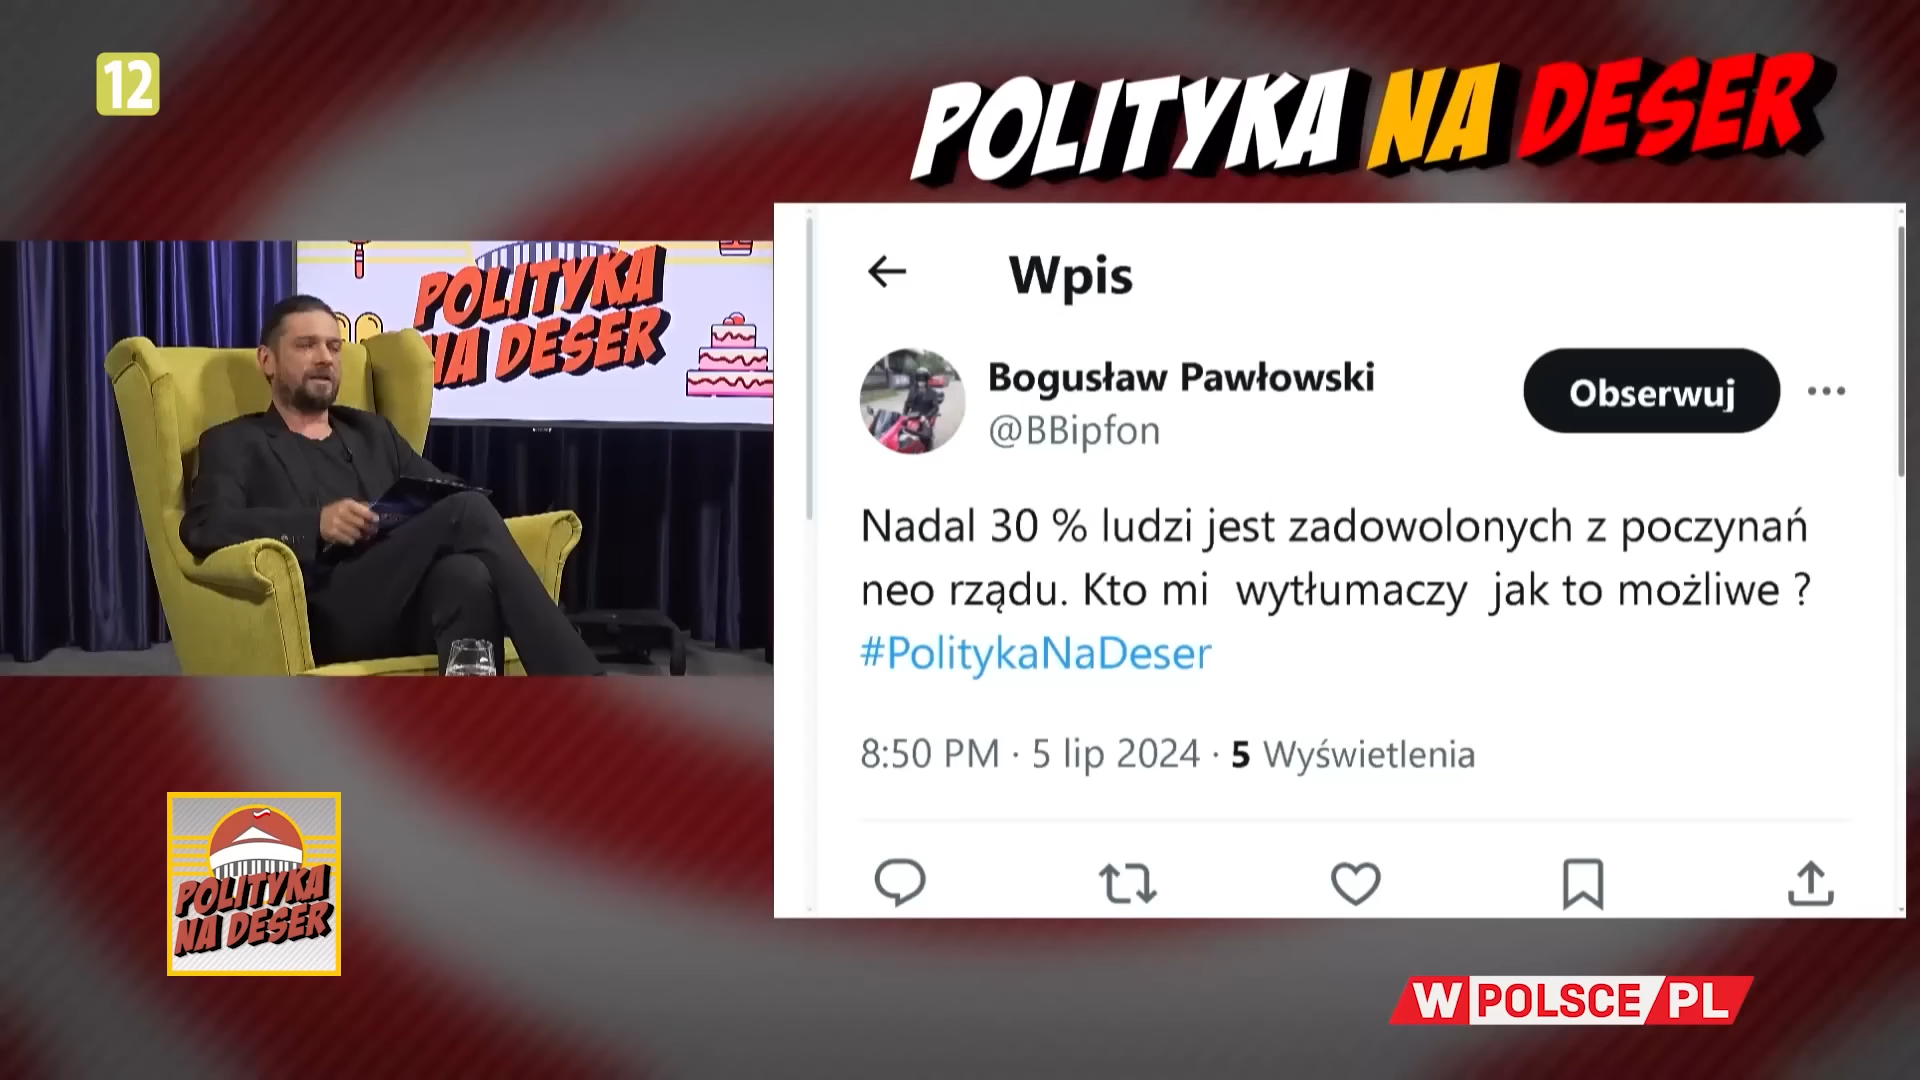 12
POLITYKA NA DESER
POLITYKA
NA DESER
Wpis
Bogusław Pawłowski
Obserwuj
@BBipfon
Nadal 30 % ludzi jest zadowolonych z poczynań
neo rządu. Kto mi wytłumaczy jak to możliwe ?
#PolitykaNaDeser
8:50 PM · 5 lip 2024 · 5 Wyświetlenia
POLITYKA
NA DESER
W POLSCE/PL